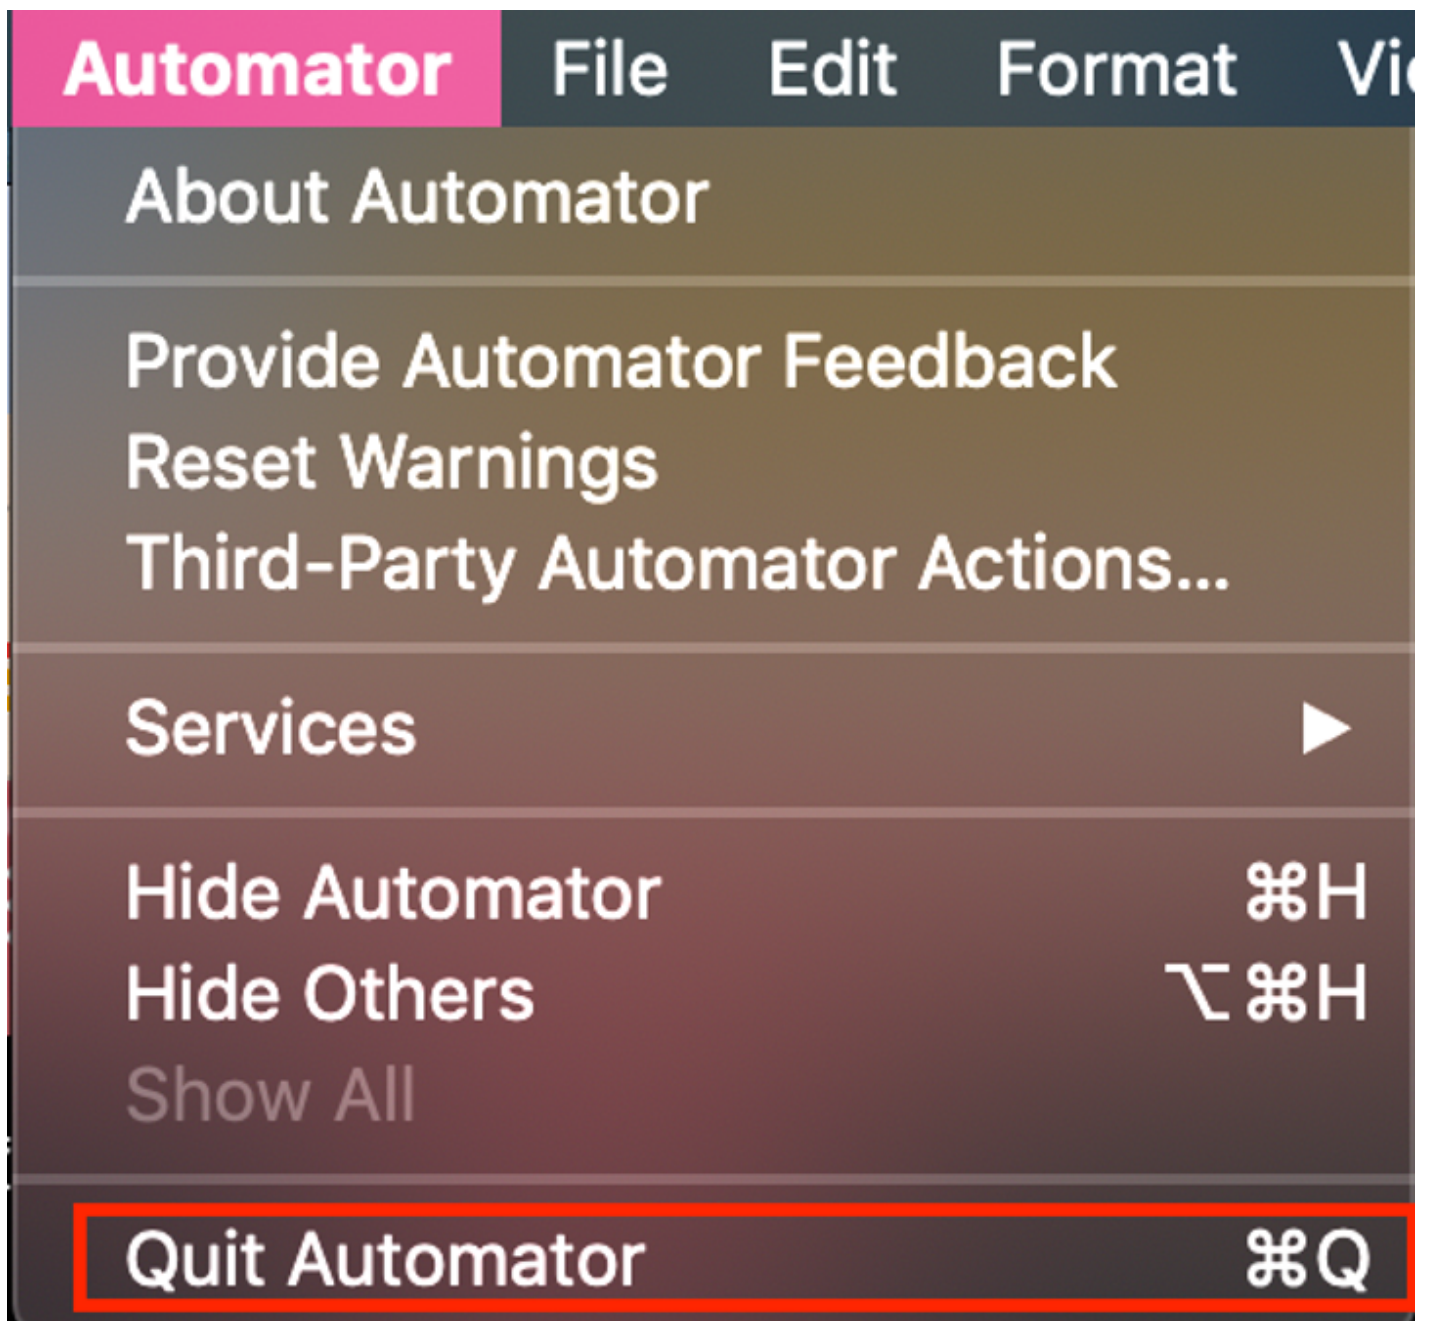 Automator File Edit Format
About Automator
Provide Automator Feedback
Reset Warnings
Third-Party Automator Actions...
Services
Hide Automator ⌘H
Hide Others ⌥⌘H
Show All
Quit Automator ⌘Q